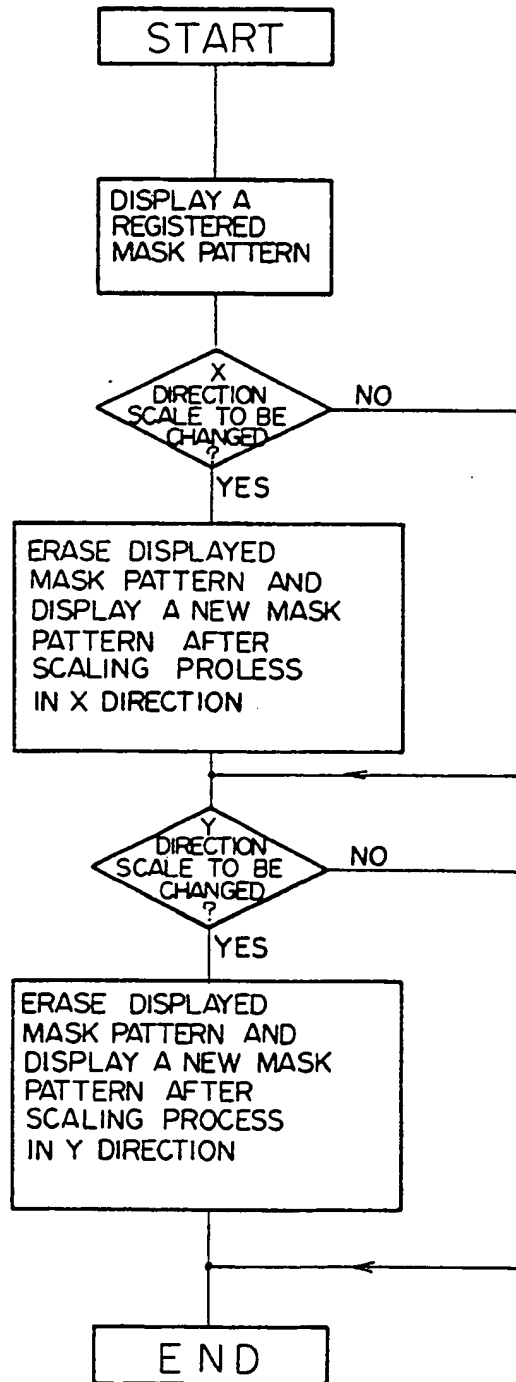 START
DISPLAY A
REGISTERED
MASK PATTERN
X
DIRECTION
SCALE TO BE
CHANGED
?
NO
YES
ERASE DISPLAYED
MASK PATTERN AND
DISPLAY A NEW MASK
PATTERN AFTER
SCALING PROLESS
IN X DIRECTION
Y
DIRECTION
SCALE TO BE
CHANGED
?
NO
YES
ERASE DISPLAYED
MASK PATTERN AND
DISPLAY A NEW MASK
PATTERN AFTER
SCALING PROCESS
IN Y DIRECTION
END